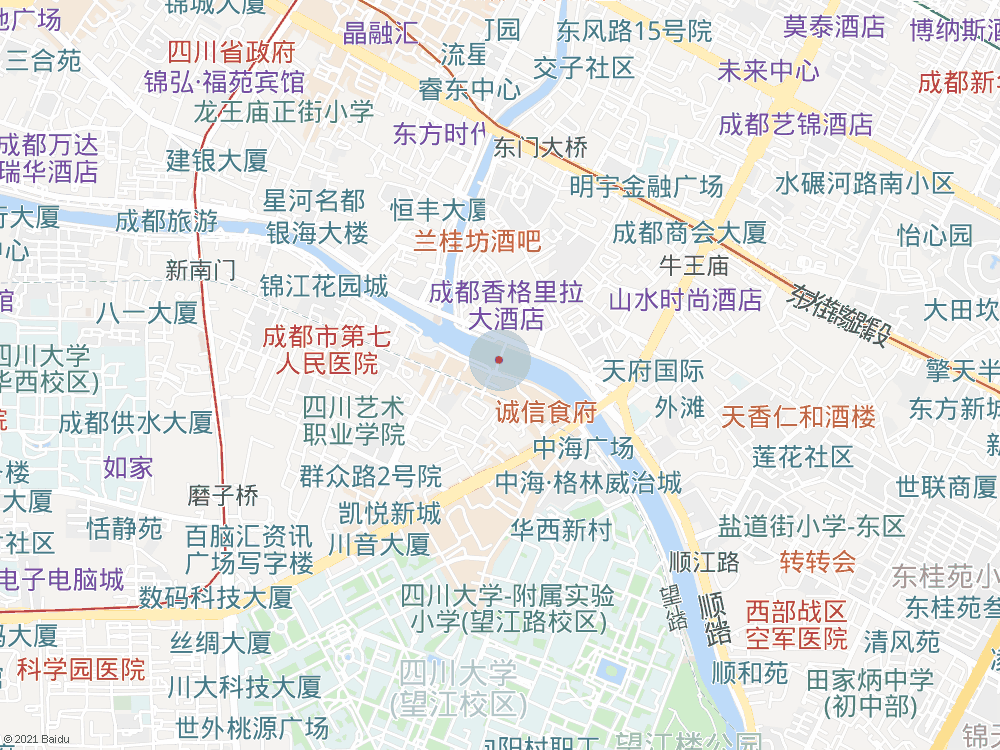 锦城大厦
地广场
晶融汇
丁园
东风路15号院
莫泰酒店
博纳斯酒
三合苑
四川省政府
流星
交子社区
未来中心
锦弘·福苑宾馆
睿东中心
成都新华
龙王庙正街小学
成都万达
瑞华酒店
东方时代
东门大桥
成都艺锦酒店
建银大厦
明宇金融广场
水碾河路南小区
行大厦
成都旅游
星河名都
恒丰大厦
银海大楼
兰桂坊酒吧
成都商会大厦
怡心园
中心
新南门
锦江花园城
成都香格里拉
大酒店
牛王庙
山水时尚酒店
馆
八一大厦
大田坎
成都市第七
人民医院
四川大学
华西校区)
天府国际
擎天半
院
成都供水大厦
四川艺术
职业学院
诚信食府
外滩
天香仁和酒楼
东方新城
中海广场
莲花社区
新
楼
如家
群众路2号院
中海·格林威治城
世联商厦
大厦
磨子桥
恬静苑
凯悦新城
华西新村
盐道街小学-东区
社区
百脑汇资讯
广场写字楼
川音大厦
顺江路
转转会
电子电脑城
东桂苑小
数码科技大厦
四川大学-附属实验
小学(望江路校区)
望
路
顺
路
西部战区
空军医院
东桂苑叁
码大厦
丝绸大厦
清风苑
科学园医院
四川大学
(望江校区)
顺和苑
田家炳中学
(初中部)
凌
川大科技大厦
世外桃源广场
阳村职工
望江楼公园
锦天
© 2021 Baidu